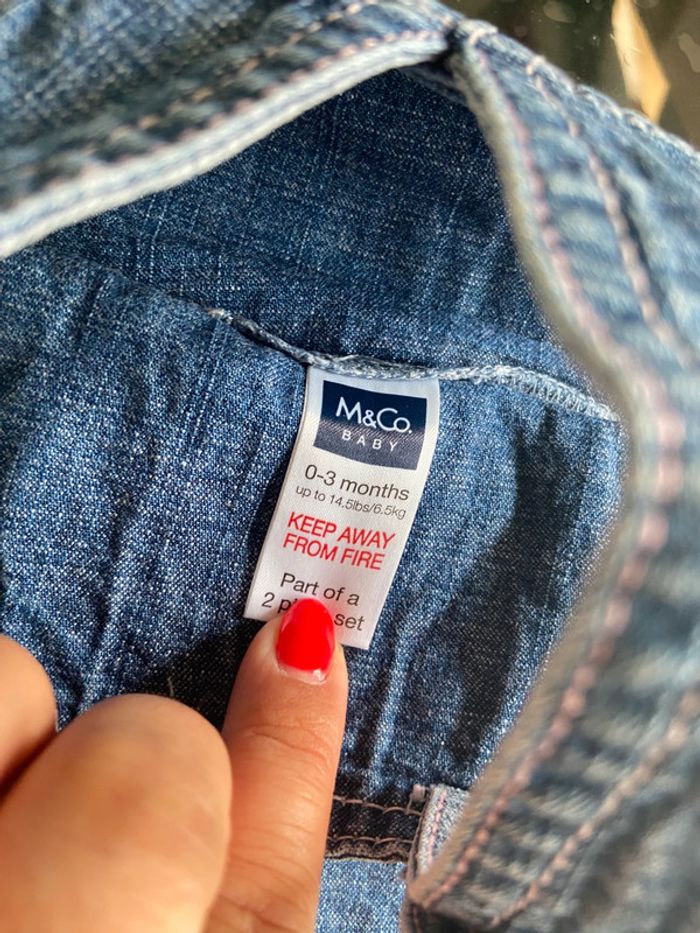 M&Co.
BABY
0-3 months
up to 14.5lbs/6.5kg
KEEP AWAY
FROM FIRE
Part of a
2 set